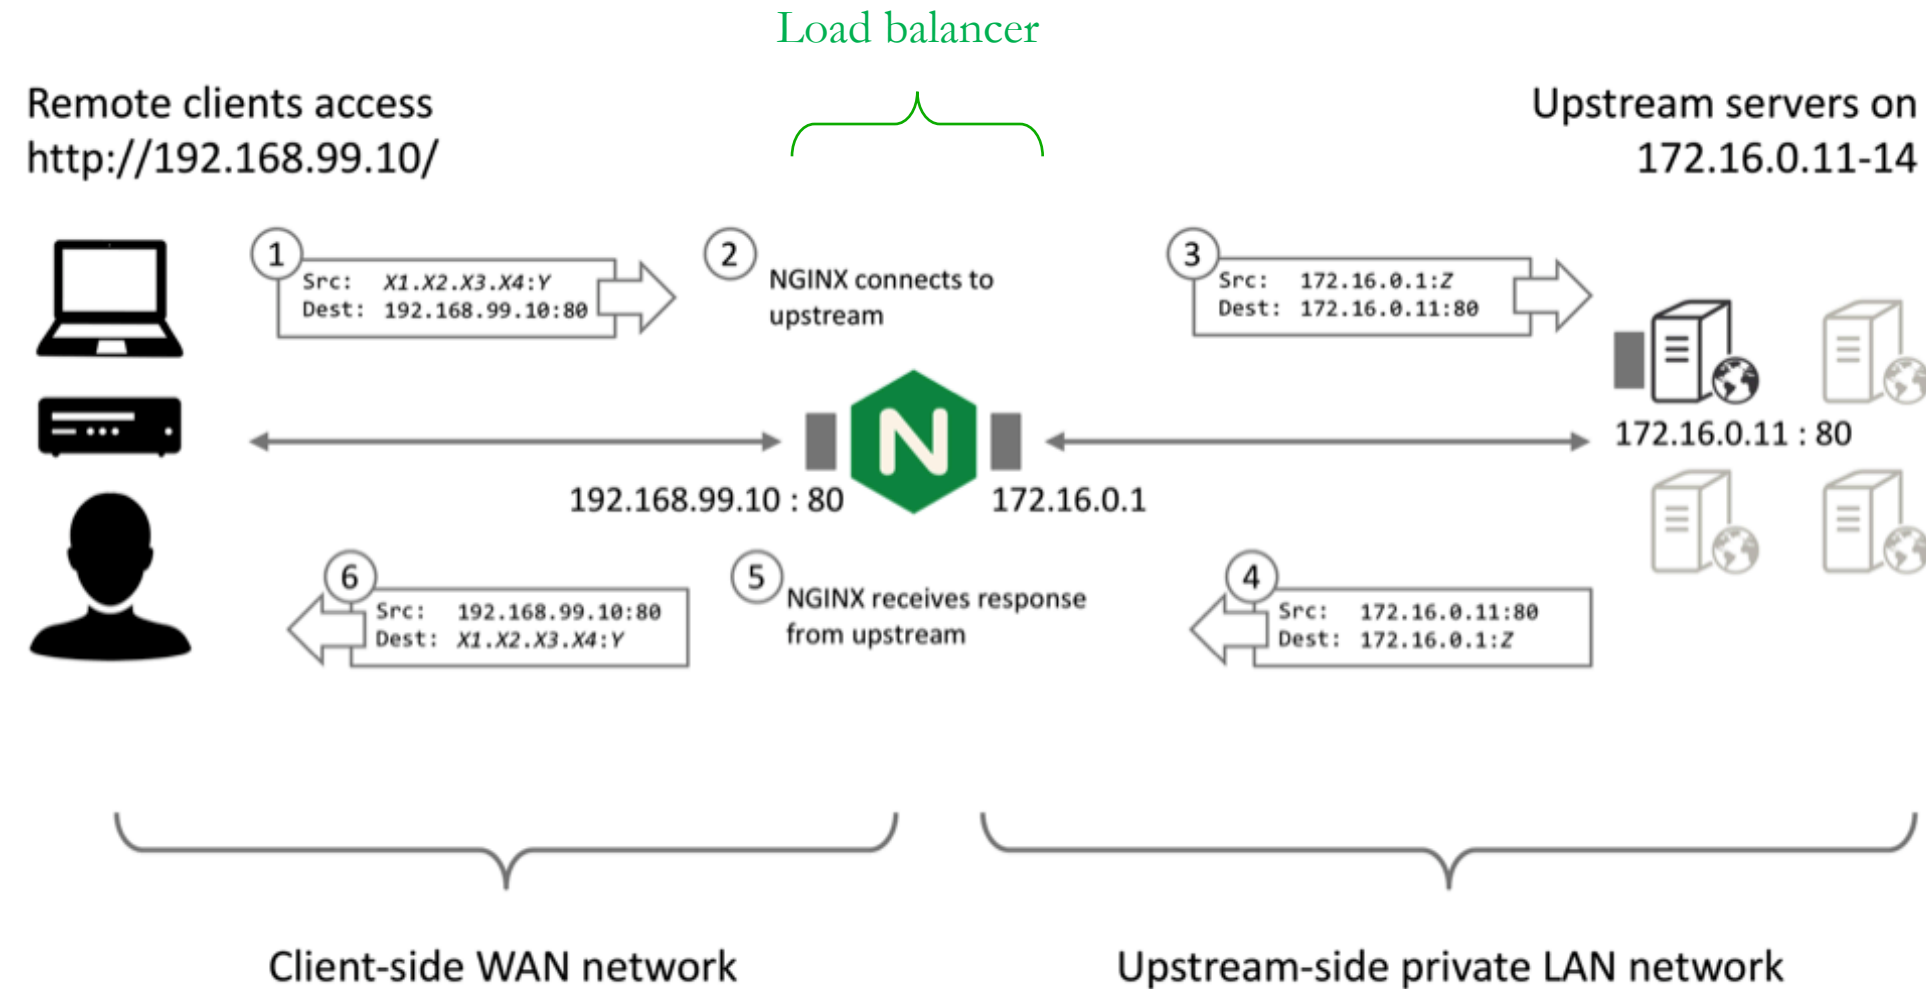 Load balancer
Remote clients access
http://192.168.99.10/
Upstream servers on
172.16.0.11-14
1
Src: X1.X2.X3.X4:Y
Dest: 192.168.99.10:80
2
NGINX connects to
upstream
3
Src: 172.16.0.1:Z
Dest: 172.16.0.11:80
N
192.168.99.10 : 80
172.16.0.1
172.16.0.11 : 80
6
Src: 192.168.99.10:80
Dest: X1.X2.X3.X4:Y
5
NGINX receives response
from upstream
4
Src: 172.16.0.11:80
Dest: 172.16.0.1:Z
Client-side WAN network
Upstream-side private LAN network